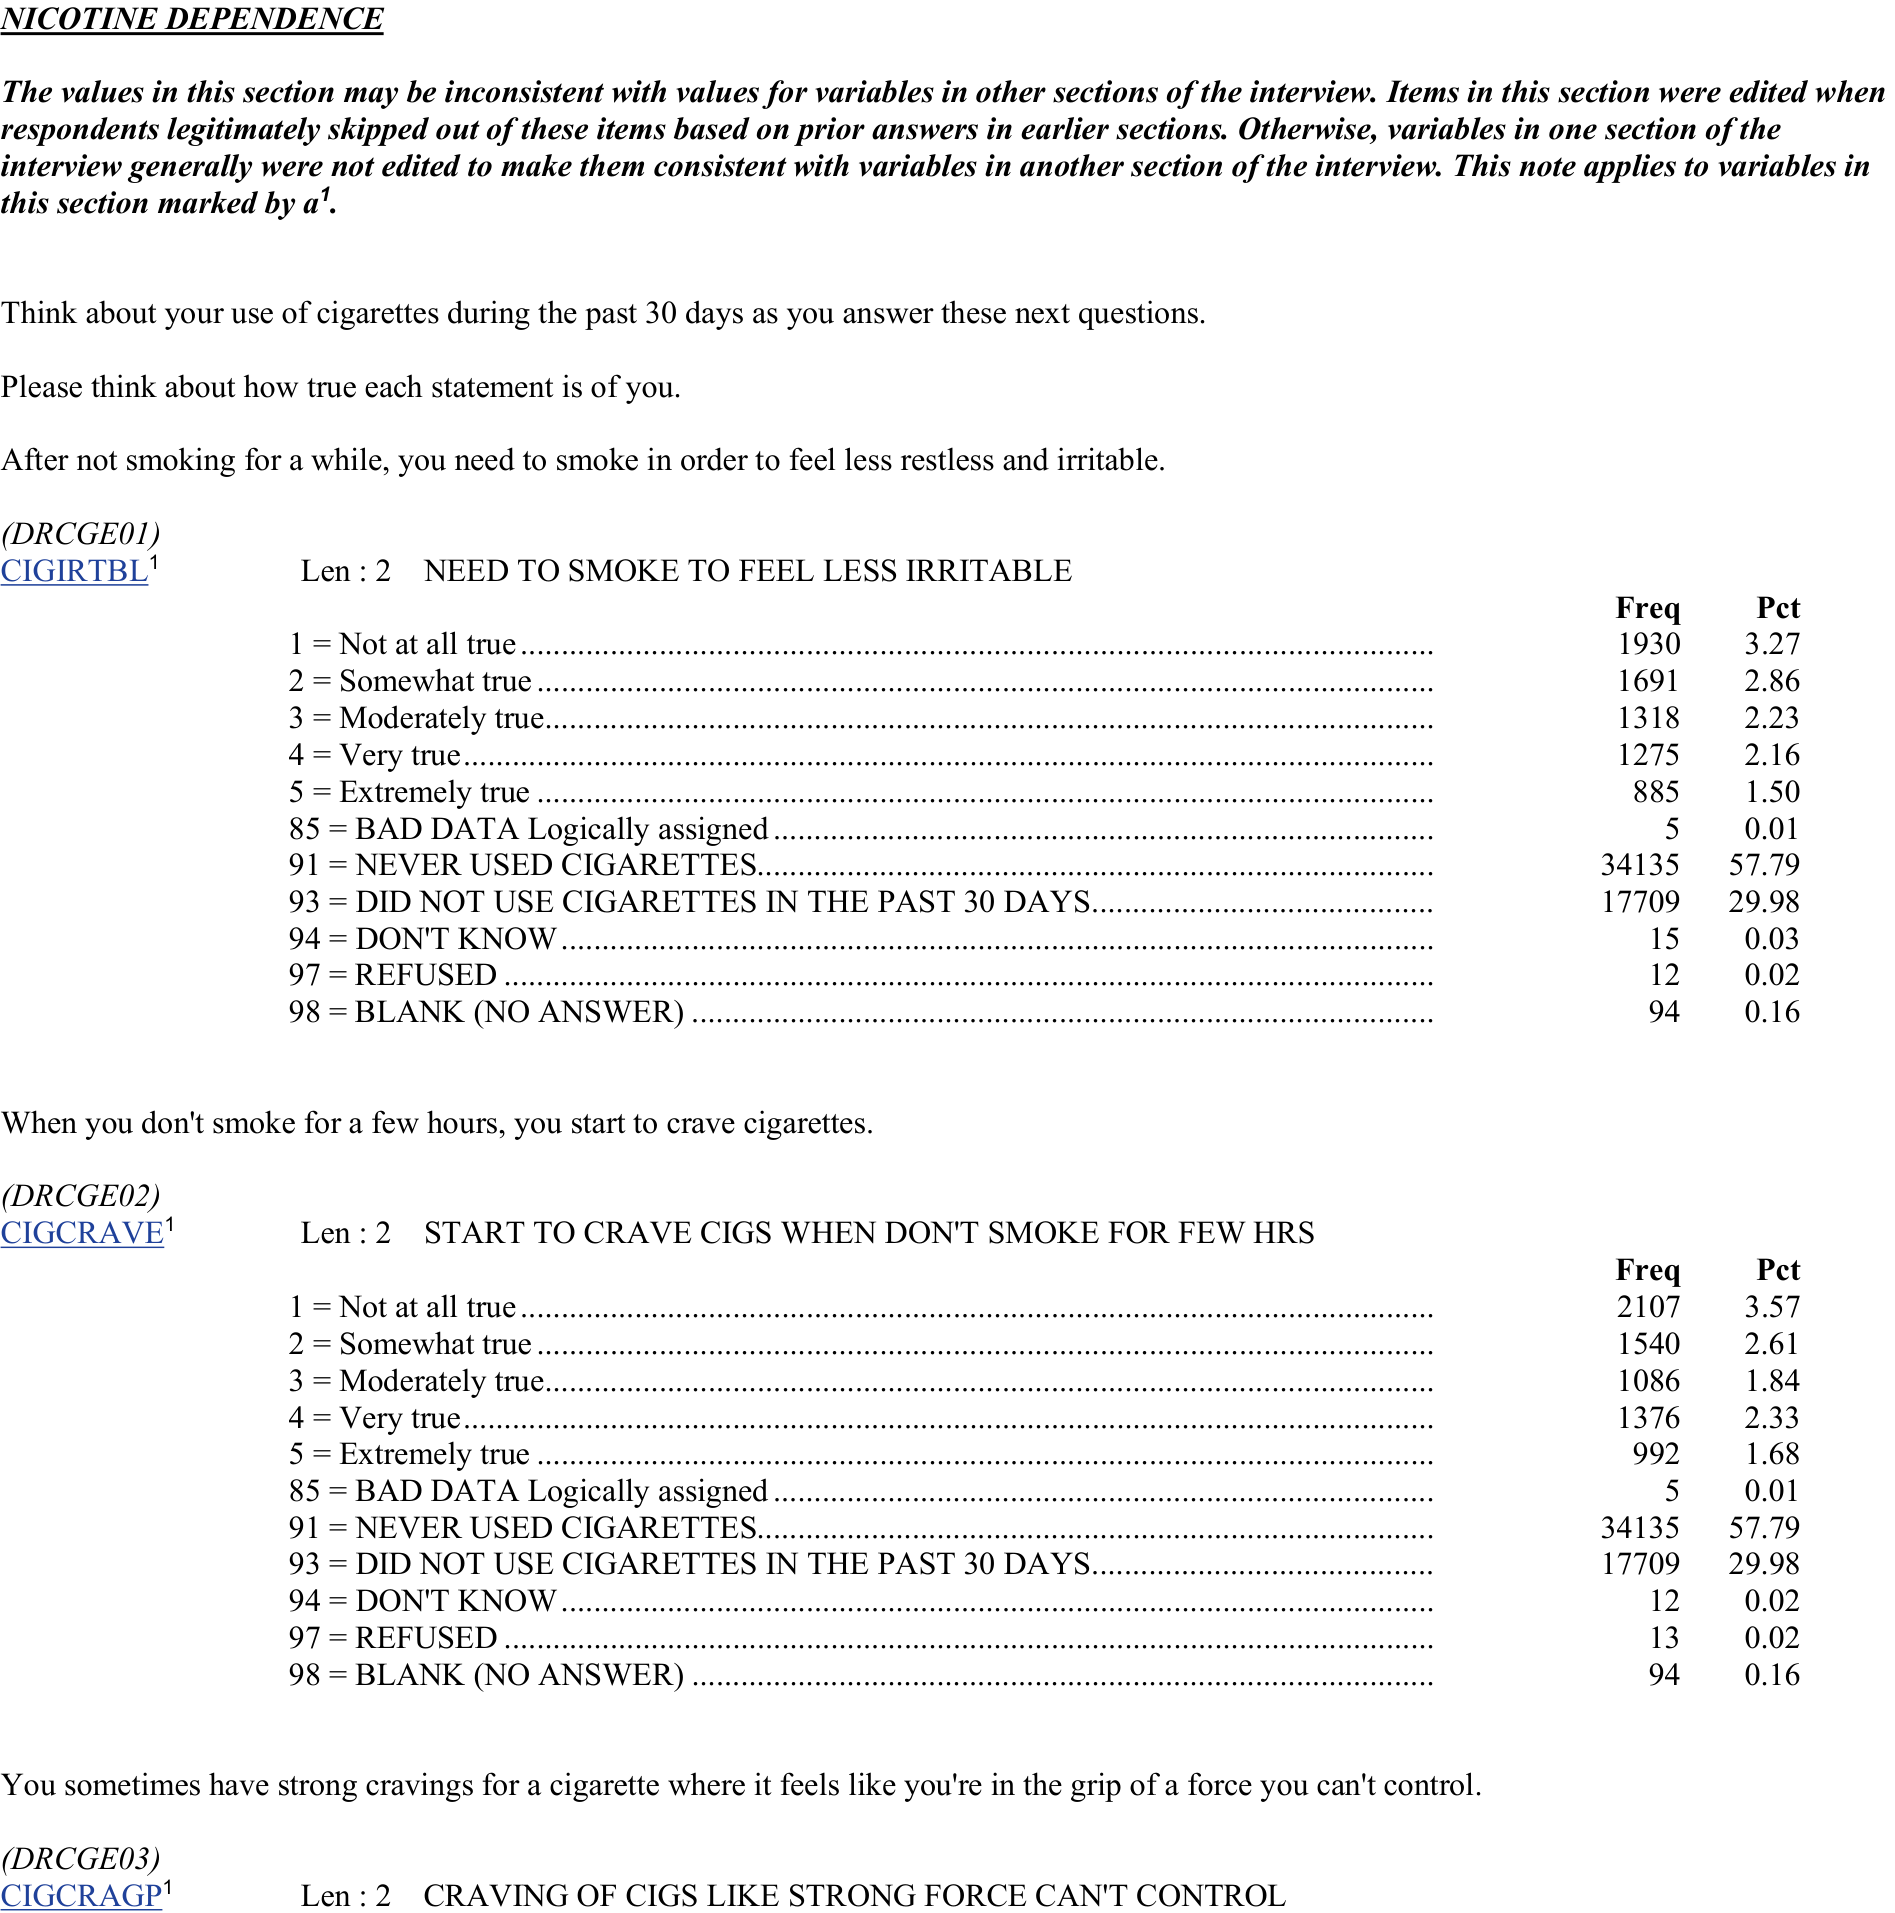 NICOTINE DEPENDENCE
The values in this section may be inconsistent with values for variables in other sections of the interview. Items in this section were edited when
respondents legitimately skipped out of these items based on prior answers in earlier sections. Otherwise, variables in one section of the
interview generally were not edited to make them consistent with variables in another section of the interview. This note applies to variables in
this section marked by a¹.
Think about your use of cigarettes during the past 30 days as you answer these next questions.
Please think about how true each statement is of you.
After not smoking for a while, you need to smoke in order to feel less restless and irritable.
(DRCGE01)
CIGIRTBL¹ Len : 2 NEED TO SMOKE TO FEEL LESS IRRITABLE
Freq Pct
1 = Not at all true 1930 3.27
2 = Somewhat true 1691 2.86
3 = Moderately true 1318 2.23
4 = Very true 1275 2.16
5 = Extremely true 885 1.50
85 = BAD DATA Logically assigned 5 0.01
91 = NEVER USED CIGARETTES 34135 57.79
93 = DID NOT USE CIGARETTES IN THE PAST 30 DAYS 17709 29.98
94 = DON'T KNOW 15 0.03
97 = REFUSED 12 0.02
98 = BLANK (NO ANSWER) 94 0.16
When you don't smoke for a few hours, you start to crave cigarettes.
(DRCGE02)
CIGCRAVE¹ Len : 2 START TO CRAVE CIGS WHEN DON'T SMOKE FOR FEW HRS
Freq Pct
1 = Not at all true 2107 3.57
2 = Somewhat true 1540 2.61
3 = Moderately true 1086 1.84
4 = Very true 1376 2.33
5 = Extremely true 992 1.68
85 = BAD DATA Logically assigned 5 0.01
91 = NEVER USED CIGARETTES 34135 57.79
93 = DID NOT USE CIGARETTES IN THE PAST 30 DAYS 17709 29.98
94 = DON'T KNOW 12 0.02
97 = REFUSED 13 0.02
98 = BLANK (NO ANSWER) 94 0.16
You sometimes have strong cravings for a cigarette where it feels like you're in the grip of a force you can't control.
(DRCGE03)
CIGCRAGP¹ Len : 2 CRAVING OF CIGS LIKE STRONG FORCE CAN'T CONTROL